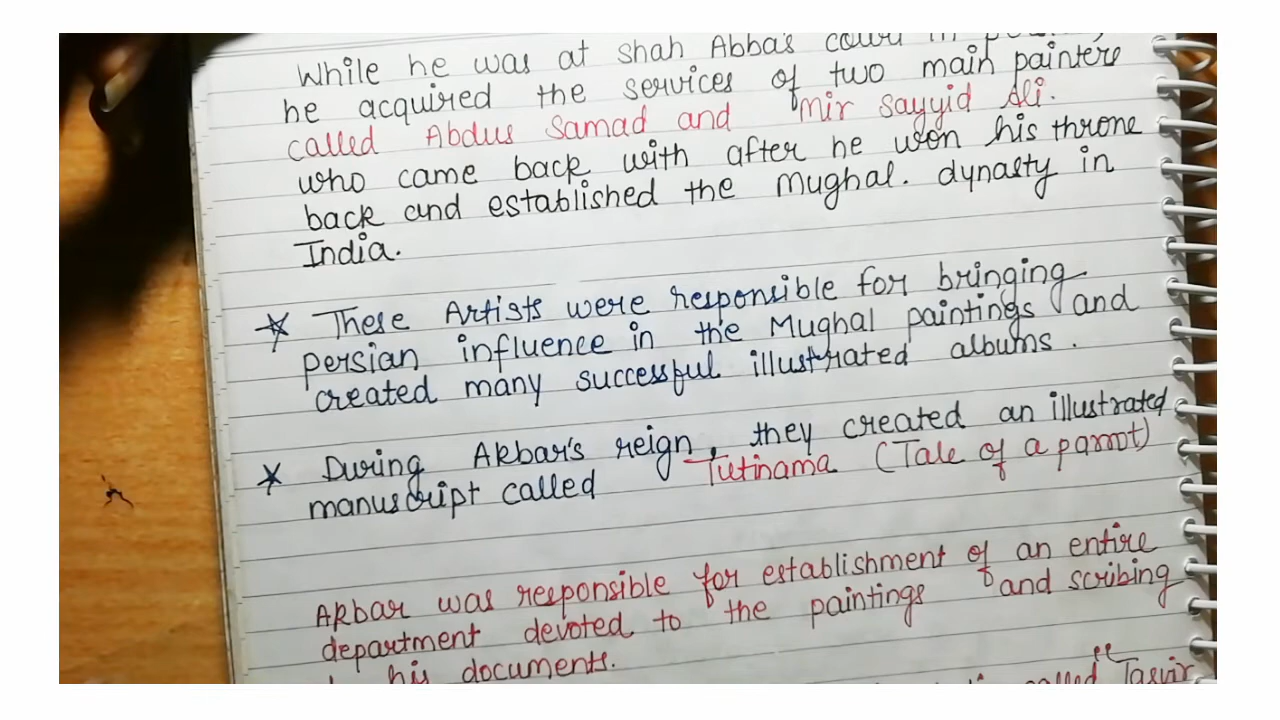 While he was at Shah Abba's court in
he acquired the services of two main painters
called Abdus Samad and Mir Sayyid Ali.
who came back with after he won his throne
back and established the Mughal. dynasty in
India.
These Artists were responsible for bringing
persian influence in the Mughal paintings and
created many successful illustrated albums.
During Akbar's reign, they created an illustrated
manuscript called Tutinama (Tale of a parrot)
Akbar was responsible for establishment of an entire
department devoted to the paintings and scribing
his documents.
called "Tasvir